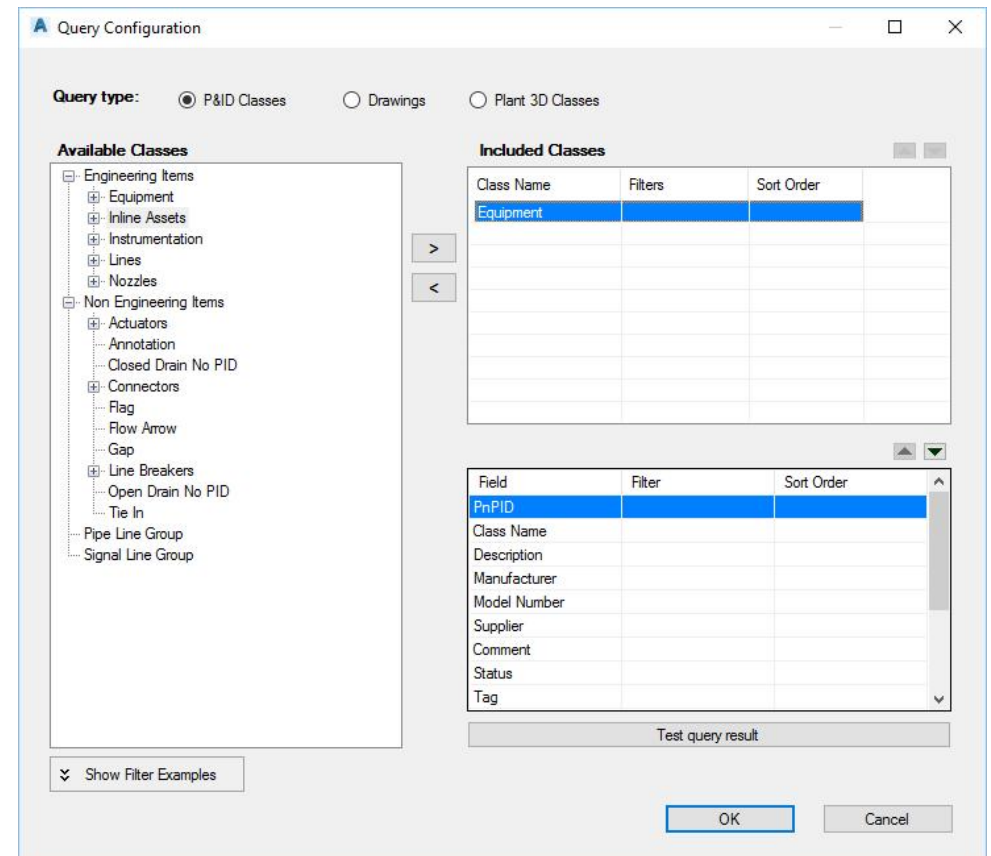 Query Configuration
Query type: P&ID Classes Drawings Plant 3D Classes
Available Classes
Engineering Items
Equipment
Inline Assets
Instrumentation
Lines
Nozzles
Non Engineering Items
Actuators
Annotation
Closed Drain No PID
Connectors
Flag
Flow Arrow
Gap
Line Breakers
Open Drain No PID
Tie In
Pipe Line Group
Signal Line Group
Show Filter Examples
>
<
Included Classes
Class Name Filters Sort Order
Equipment
Field Filter Sort Order
PnPID
Class Name
Description
Manufacturer
Model Number
Supplier
Comment
Status
Tag
Test query result
OK Cancel